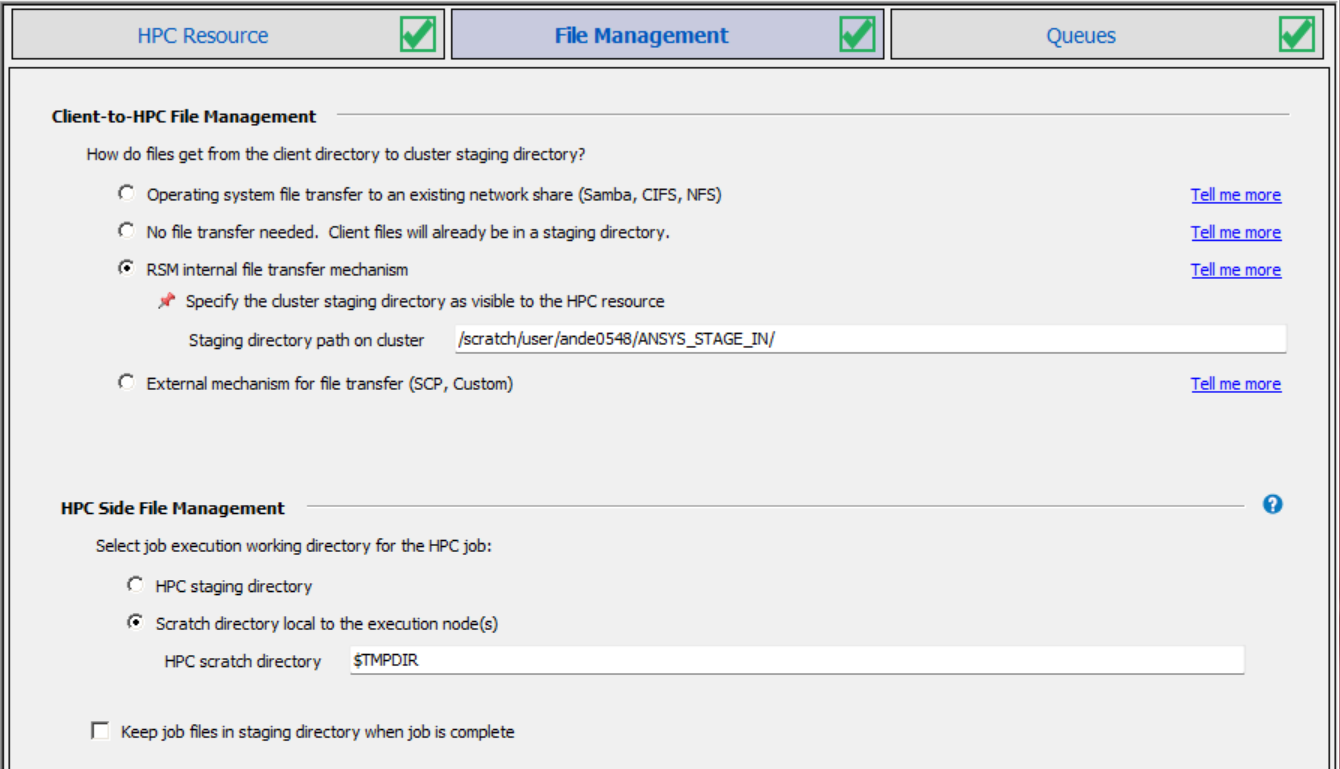 HPC Resource
File Management
Queues
Client-to-HPC File Management
How do files get from the client directory to cluster staging directory?
Operating system file transfer to an existing network share (Samba, CIFS, NFS) Tell me more
No file transfer needed.  Client files will already be in a staging directory. Tell me more
RSM internal file transfer mechanism Tell me more
Specify the cluster staging directory as visible to the HPC resource
Staging directory path on cluster /scratch/user/ande0548/ANSYS_STAGE_IN/
External mechanism for file transfer (SCP, Custom) Tell me more
HPC Side File Management ?
Select job execution working directory for the HPC job:
HPC staging directory
Scratch directory local to the execution node(s)
HPC scratch directory $TMPDIR
Keep job files in staging directory when job is complete